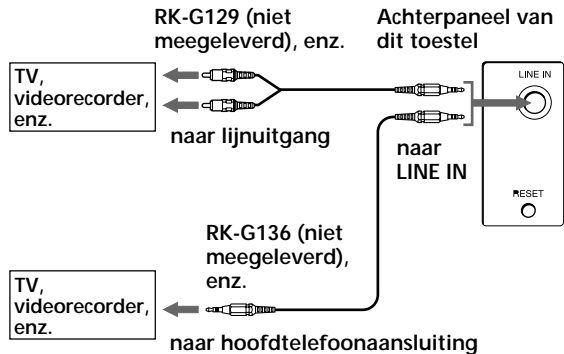 RK-G129 (niet
meegeleverd), enz.
Achterpaneel van
dit toestel
TV,
videorecorder,
enz.
naar lijnuitgang
naar
LINE IN
LINE IN
RESET
RK-G136 (niet
meegeleverd),
enz.
TV,
videorecorder,
enz.
naar hoofdtelefoonaansluiting